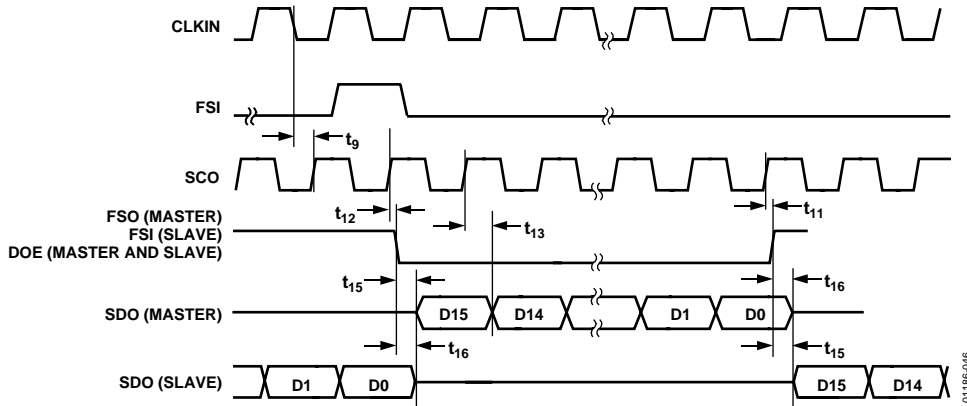 CLKIN
FSI
t9
SCO
FSO (MASTER)
FSI (SLAVE)
DOE (MASTER AND SLAVE)
t12
t13
t11
t15
t16
SDO (MASTER)
D15
D14
D1
D0
t16
t15
SDO (SLAVE)
D1
D0
D15
D14
01186-046